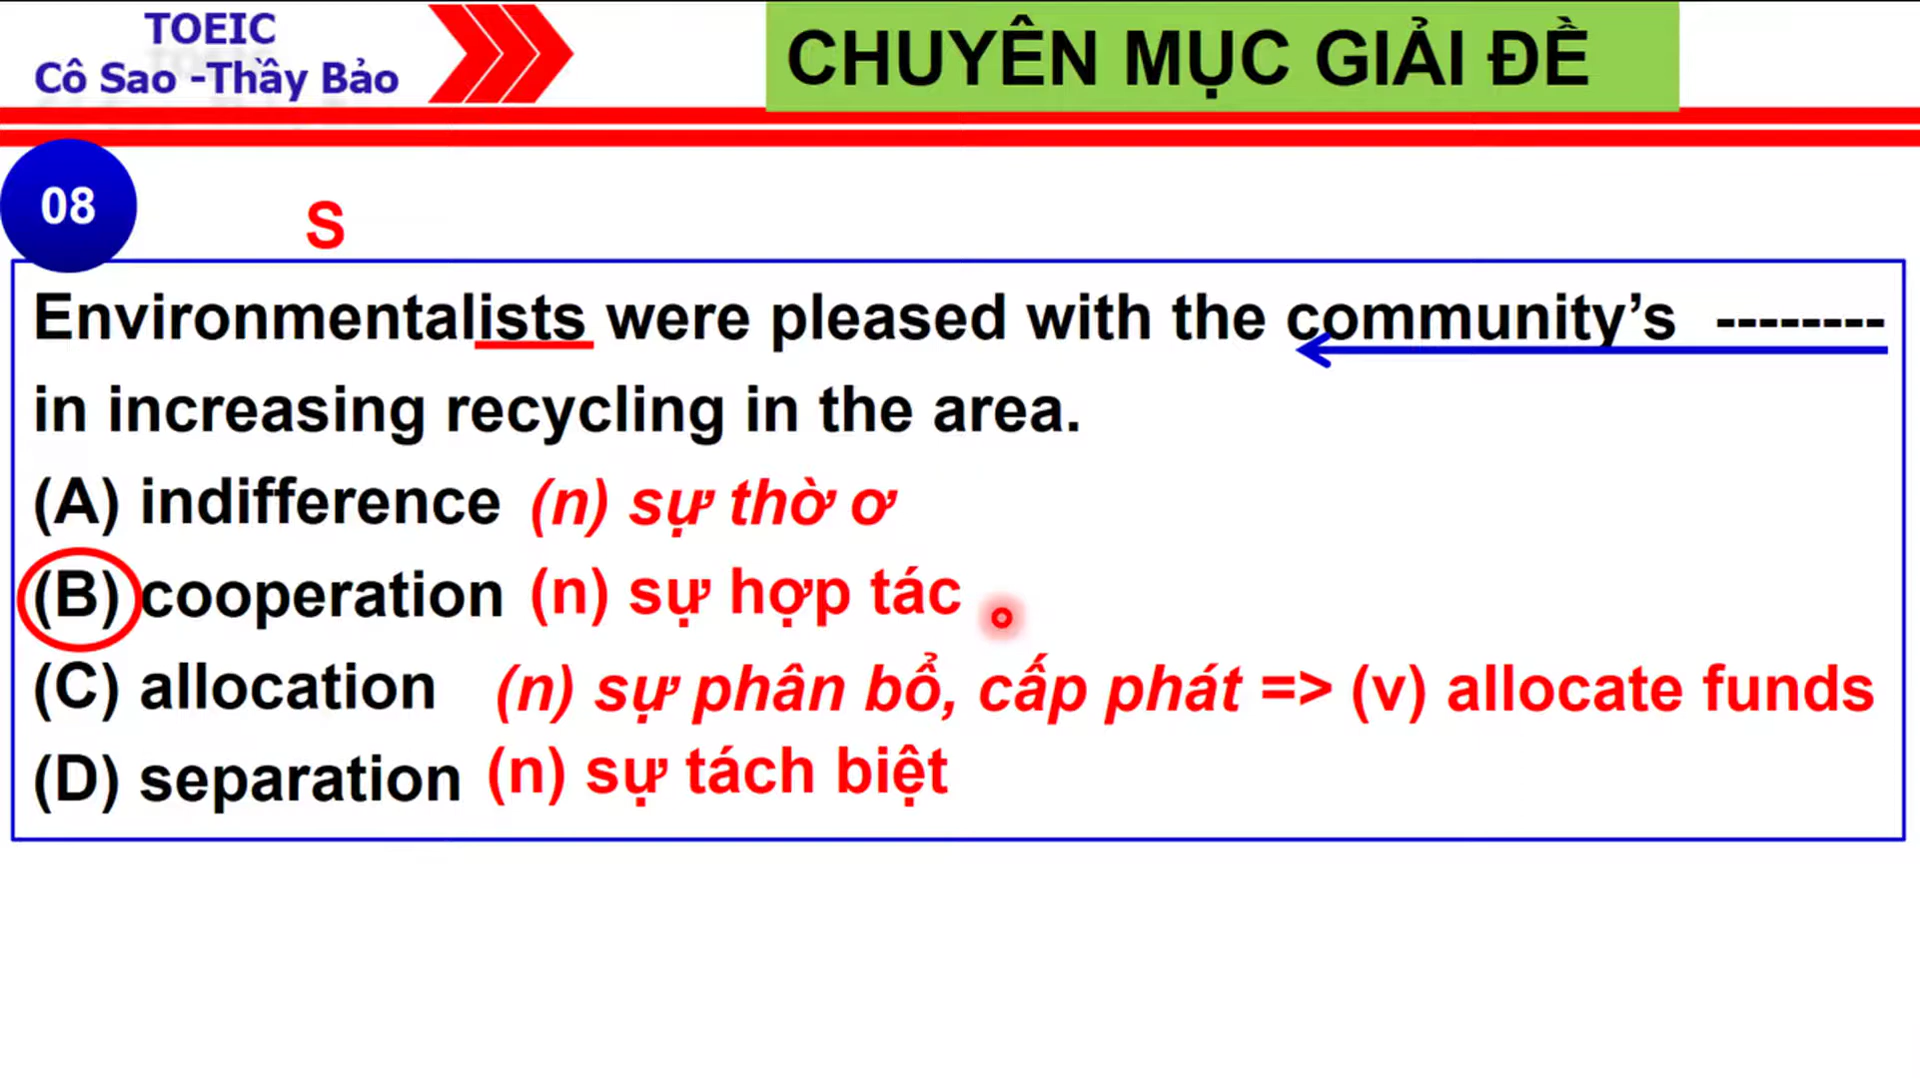 TOEIC
Cô Sao -Thầy Bảo
CHUYÊN MỤC GIẢI ĐỀ
08
S
Environmentalists were pleased with the community’s --------
in increasing recycling in the area.
(A) indifference (n) sự thờ ơ
(B) cooperation (n) sự hợp tác
(C) allocation (n) sự phân bổ, cấp phát => (v) allocate funds
(D) separation (n) sự tách biệt